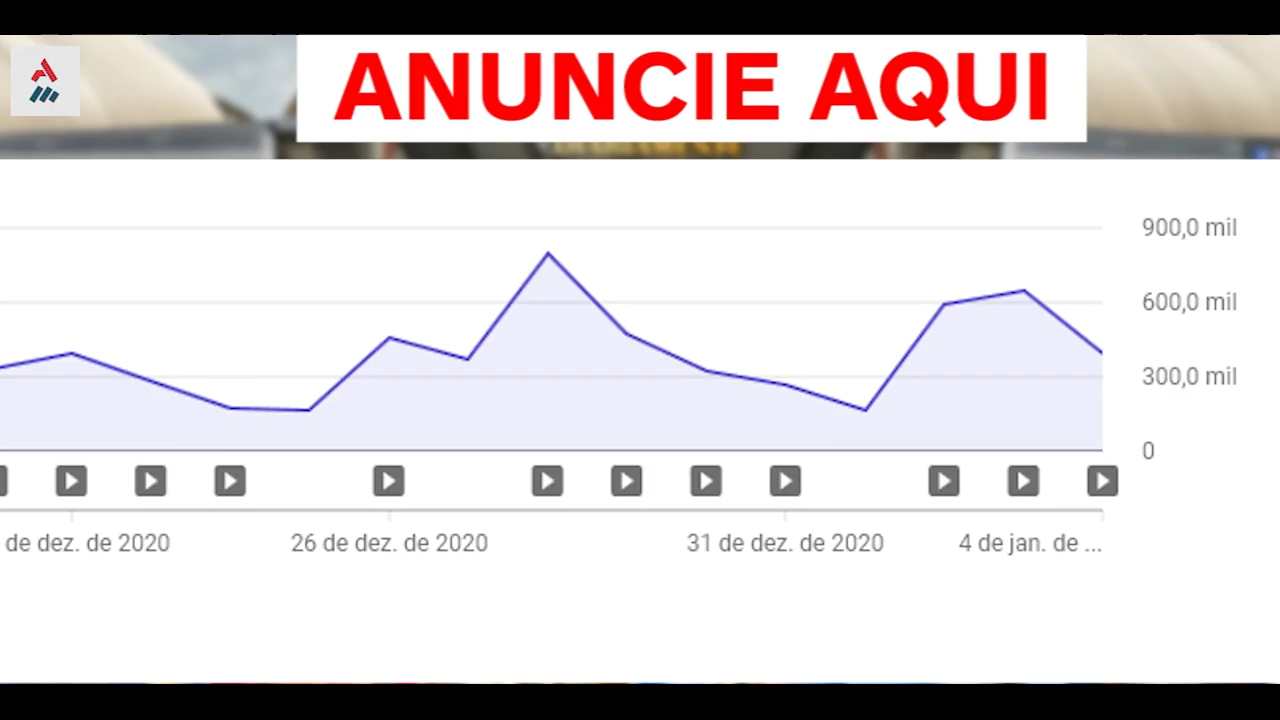 ANUNCIE AQUI
900,0 mil
600,0 mil
300,0 mil
0
de dez. de 2020
26 de dez. de 2020
31 de dez. de 2020
4 de jan. de ...